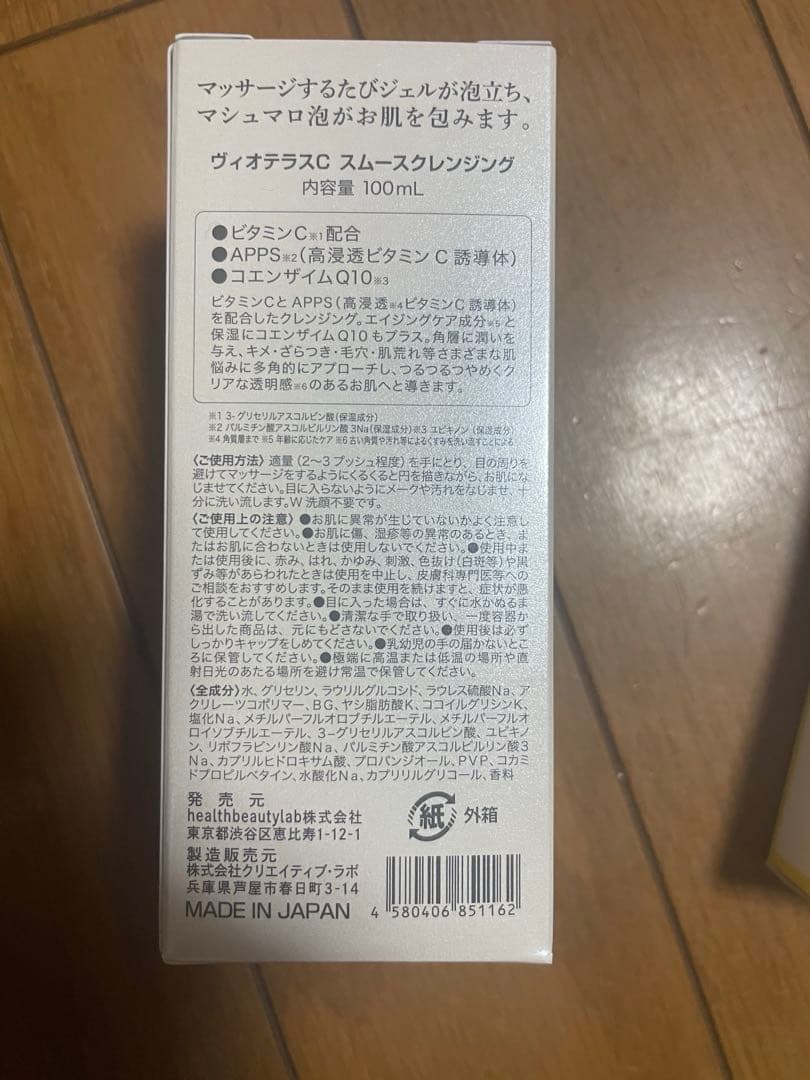 マッサージするたびジェルが泡立ち、
マシュマロ泡がお肌を包みます。
ヴィオテラスC スムースクレンジング
内容量 100mL
●ビタミンC※1配合
●APPS※2(高浸透ビタミンC誘導体)
●コエンザイムQ10※3
ビタミンCとAPPS(高浸透※4ビタミンC誘導体)
を配合したクレンジング。エイジングケア成分※5と
保湿にコエンザイムQ10もプラス。角層に潤いを
与え、キメ・ざらつき・毛穴・肌荒れ等さまざまな肌
悩みに多角的にアプローチし、つるつるつやめくク
リアな透明感※6のあるお肌へと導きます。
※1 3-グリセリルアスコルビン酸(保湿成分)
※2 パルミチン酸アスコルビルリン酸3Na(保湿成分)※3 ユビキノン(保湿成分)
※4 角質層まで ※5 年齢に応じたケア ※6 古い角質や汚れ等によるくすみを洗い流すことによる
〈ご使用方法〉適量(2〜3プッシュ程度)を手にとり、目の周りを
避けてマッサージをするようにくるくると円を描きながら、お肌にな
じませてください。目に入らないようにメークや汚れをなじませ、十
分に洗い流します。W洗顔不要です。
〈ご使用上の注意〉●お肌に異常が生じていないかよく注意し
て使用してください。●お肌に傷、湿疹等の異常のあるとき、ま
たはお肌に合わないときは使用しないでください。●使用中ま
たは使用後に、赤み、はれ、かゆみ、刺激、色抜け(白斑等)や黒
ずみ等があらわれたときは使用を中止し、皮膚科専門医等への
ご相談をおすすめします。そのまま使用を続けますと、症状が悪
化することがあります。●目に入った場合は、すぐに水かぬるま
湯で洗い流してください。●清潔な手で取り扱い、一度容器か
ら出した商品は、元にもどさないでください。●使用後は必ず
しっかりキャップをしめてください。●乳幼児の手の届かないとこ
ろに保管してください。●極端に高温または低温の場所や直
射日光のあたる場所を避け常温で保管してください。
〈全成分〉水、グリセリン、ラウリルグルコシド、ラウレス硫酸Na、ア
クリレーツコポリマー、BG、ヤシ脂肪酸K、ココイルグリシンK、
塩化Na、メチルパーフルオロブチルエーテル、メチルパーフルオ
ロイソブチルエーテル、3-グリセリルアスコルビン酸、ユビキノ
ン、リボフラビンリン酸Na、パルミチン酸アスコルビルリン酸3
Na、カプリルヒドロキサム酸、プロパンジオール、PVP、コカミ
ドプロピルベタイン、水酸化Na、カプリリルグリコール、香料
発売元
healthbeautylab株式会社
東京都渋谷区恵比寿1-12-1
紙 外箱
製造販売元
株式会社クリエイティブ・ラボ
兵庫県芦屋市春日町3-14
MADE IN JAPAN
4 580406 851162